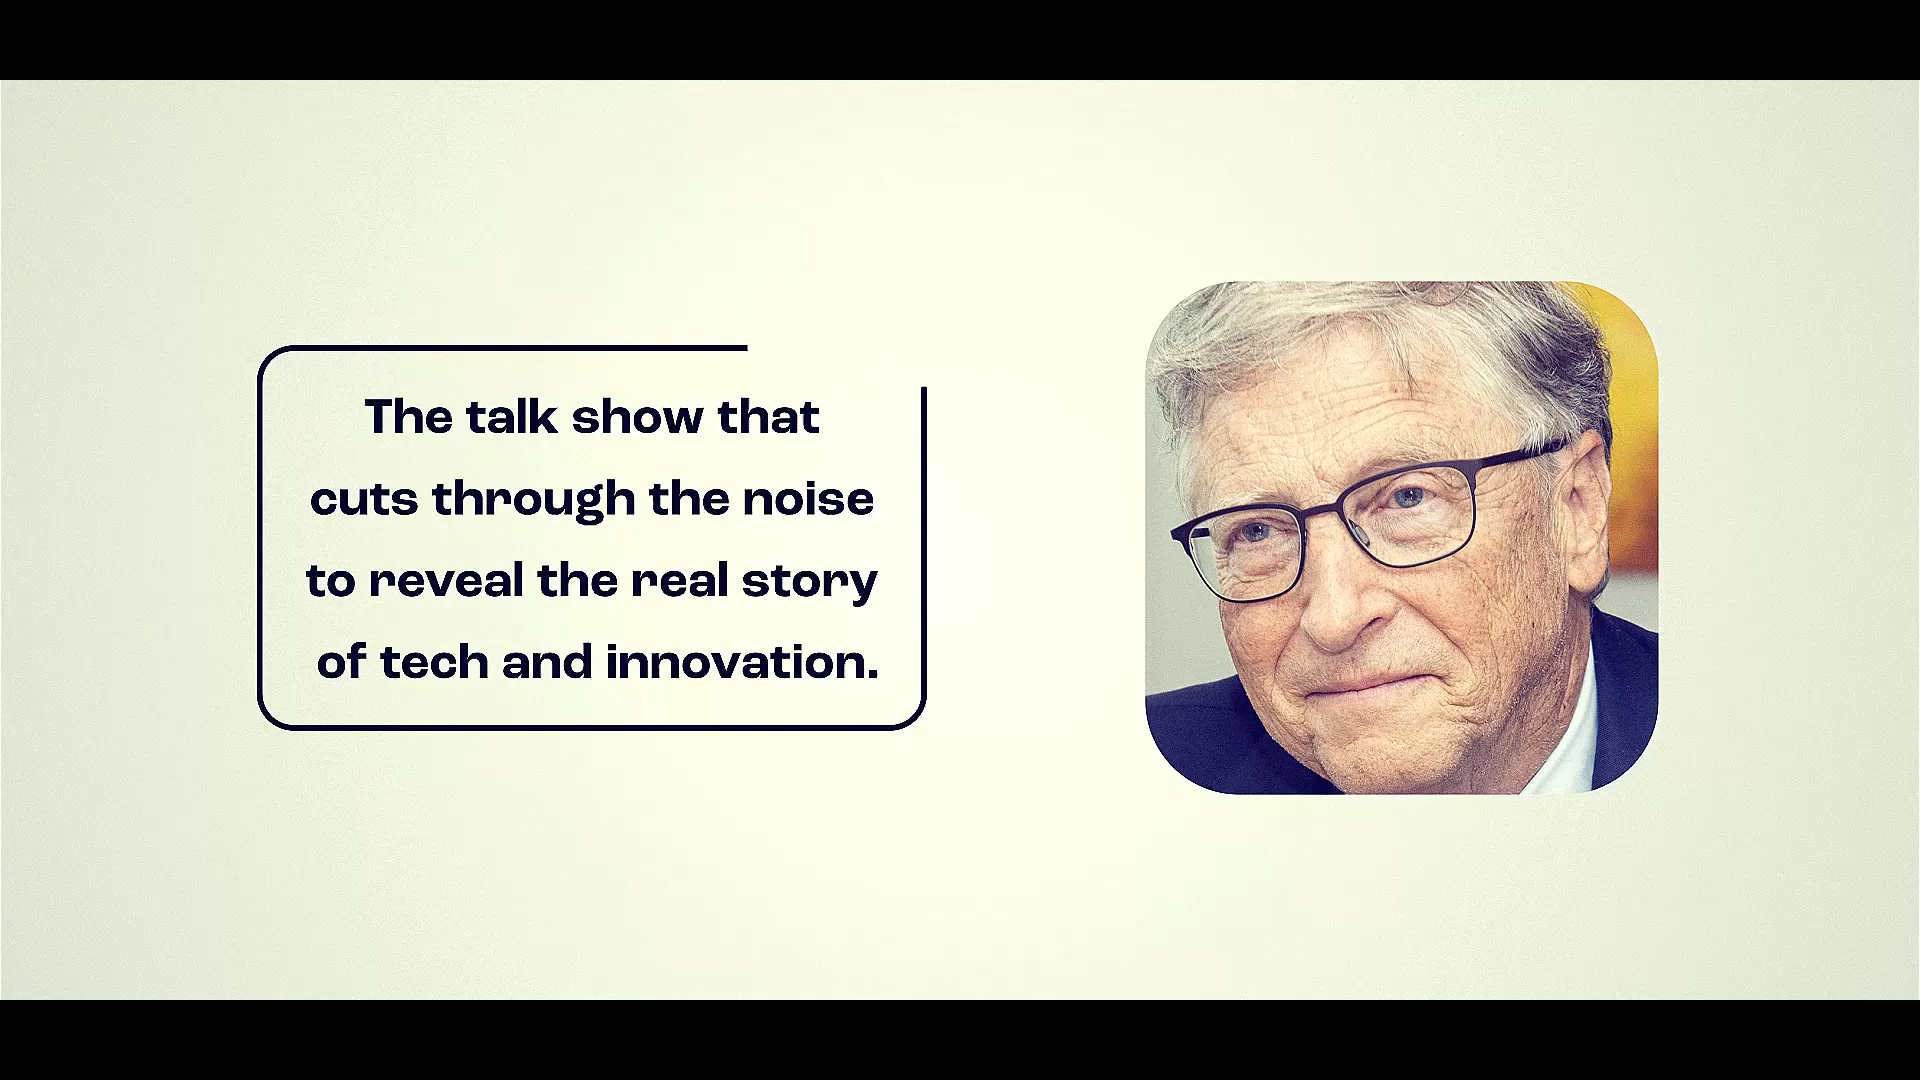 The talk show that
cuts through the noise
to reveal the real story
of tech and innovation.